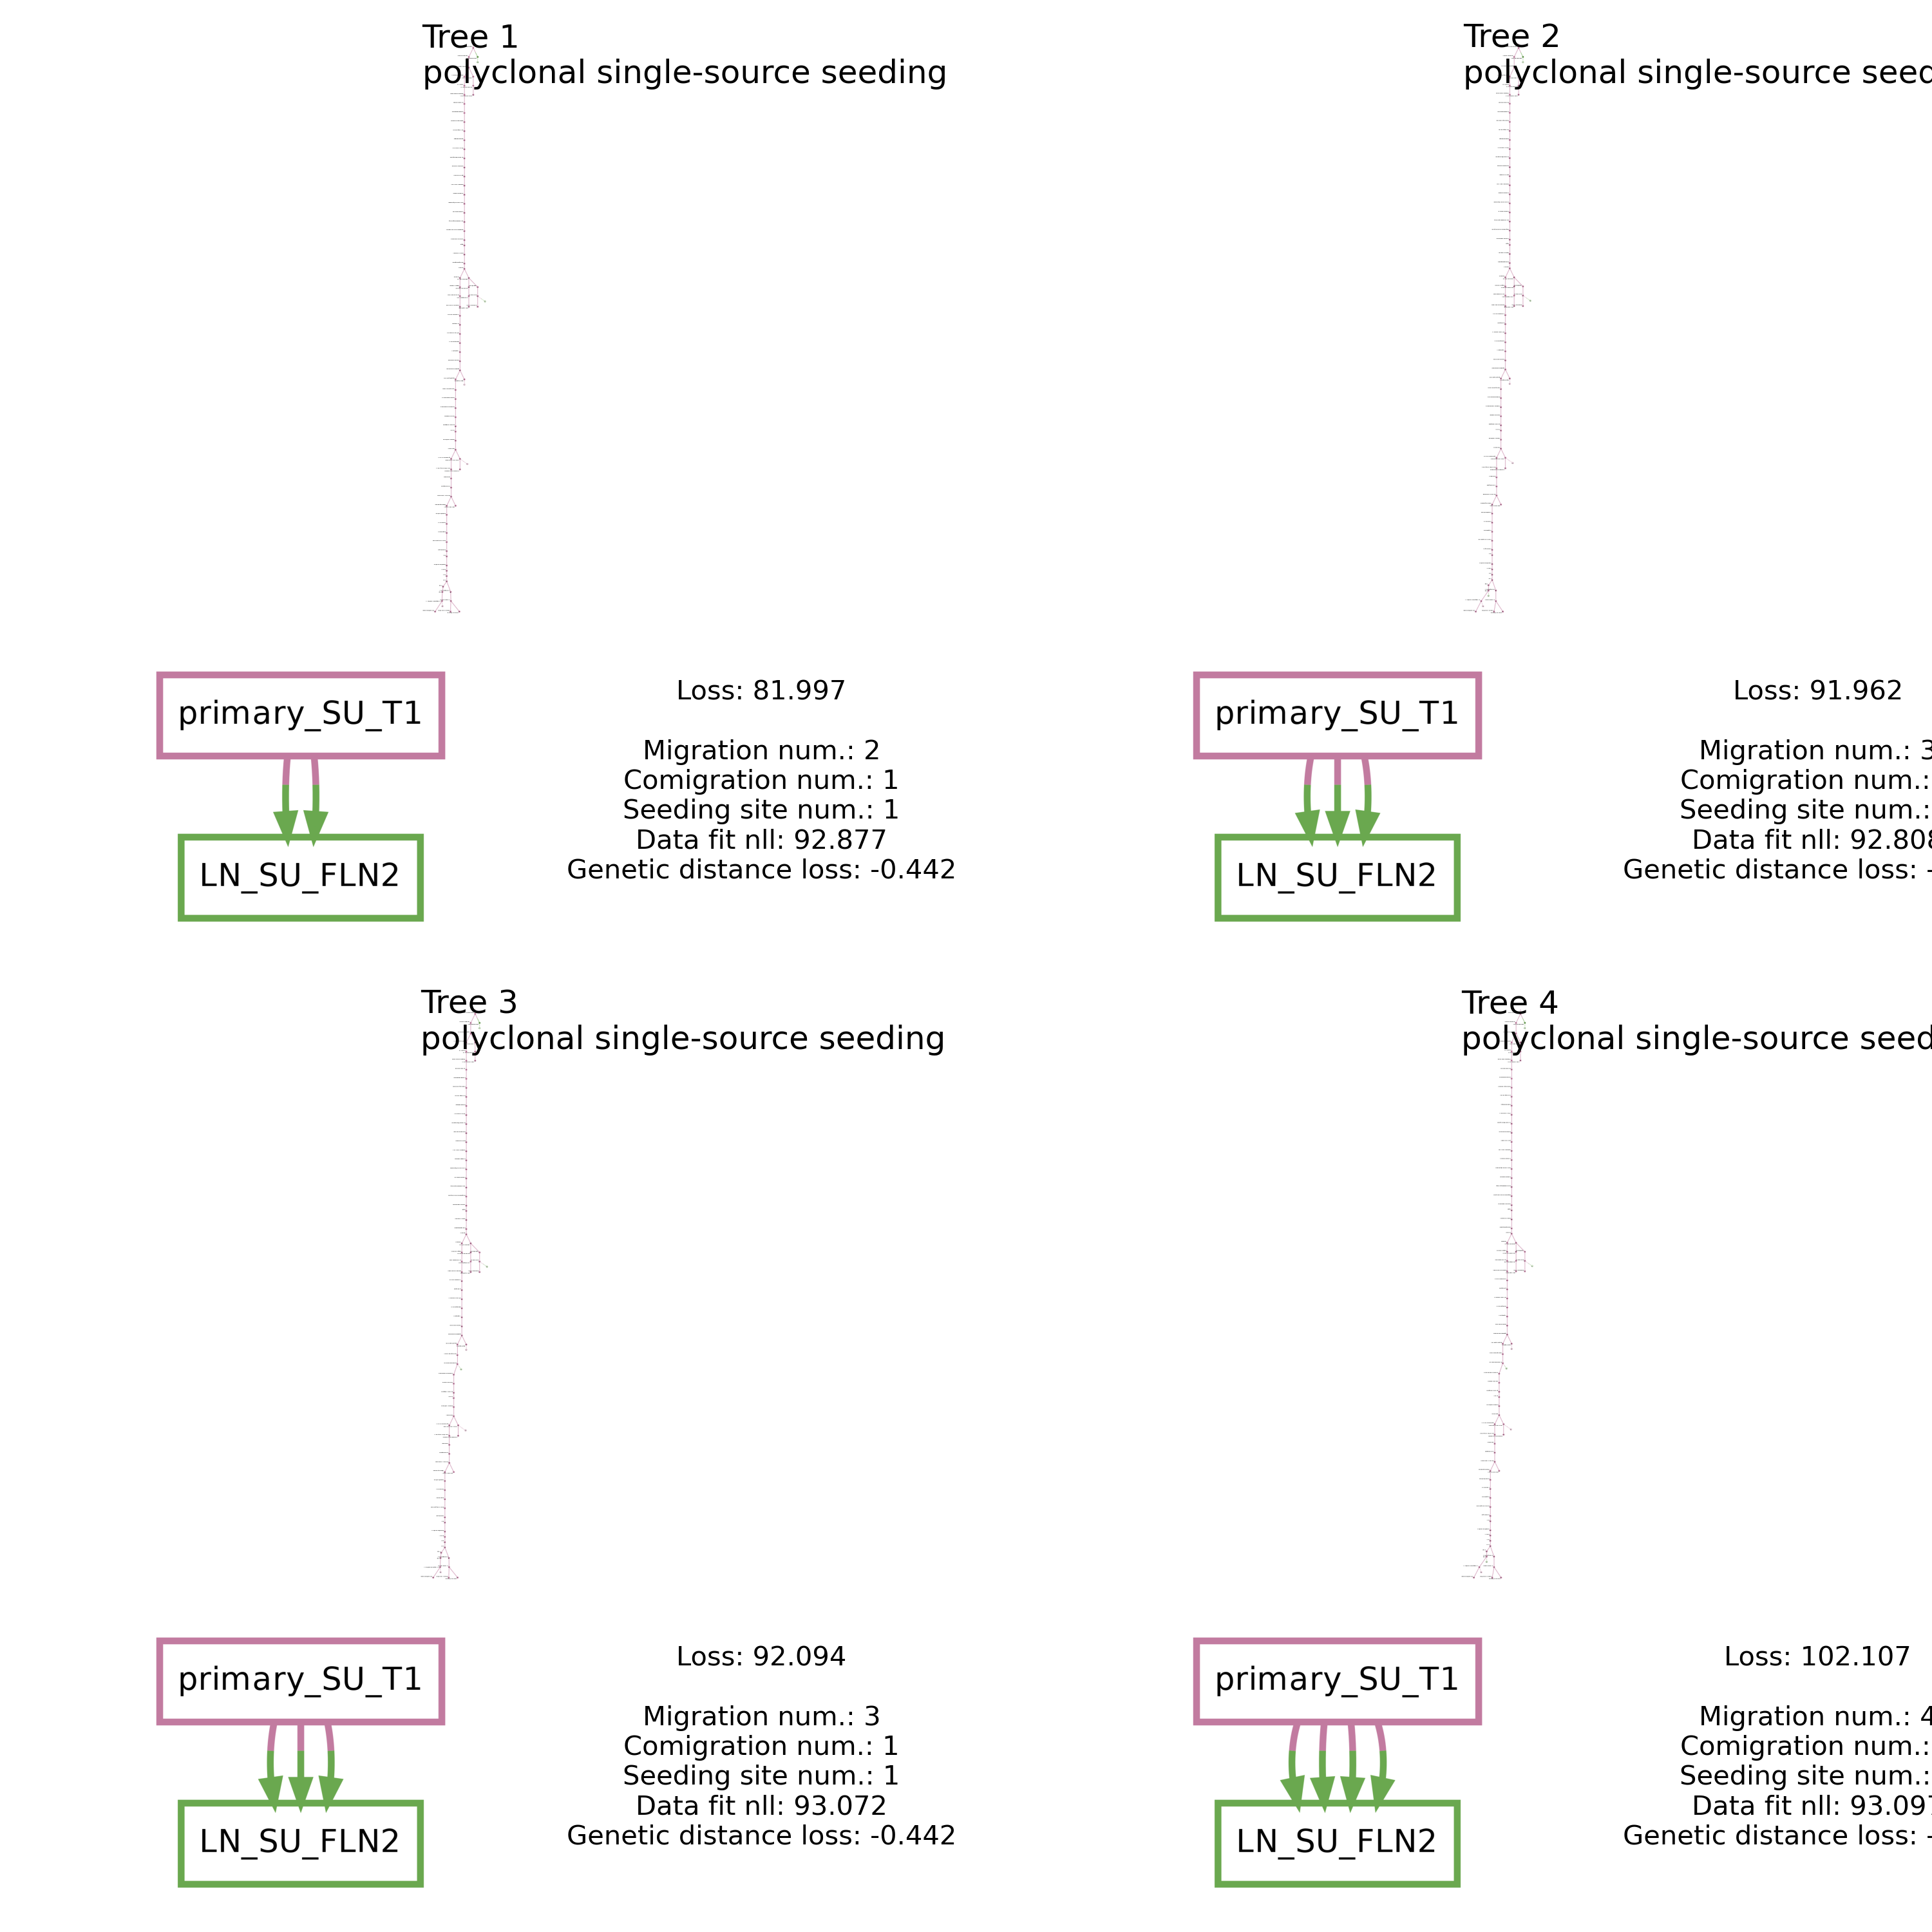 Tree 1
polyclonal single-source seeding
primary_SU_T1
LN_SU_FLN2
Loss: 81.997
Migration num.: 2
Comigration num.: 1
Seeding site num.: 1
Data fit nll: 92.877
Genetic distance loss: -0.442
Tree 2
polyclonal single-source seed
primary_SU_T1
LN_SU_FLN2
Loss: 91.962
Migration num.: 3
Comigration num.:
Seeding site num.:
Data fit nll: 92.808
Genetic distance loss: -
Tree 3
polyclonal single-source seeding
primary_SU_T1
LN_SU_FLN2
Loss: 92.094
Migration num.: 3
Comigration num.: 1
Seeding site num.: 1
Data fit nll: 93.072
Genetic distance loss: -0.442
Tree 4
polyclonal single-source seed
primary_SU_T1
LN_SU_FLN2
Loss: 102.107
Migration num.: 4
Comigration num.:
Seeding site num.:
Data fit nll: 93.097
Genetic distance loss: -